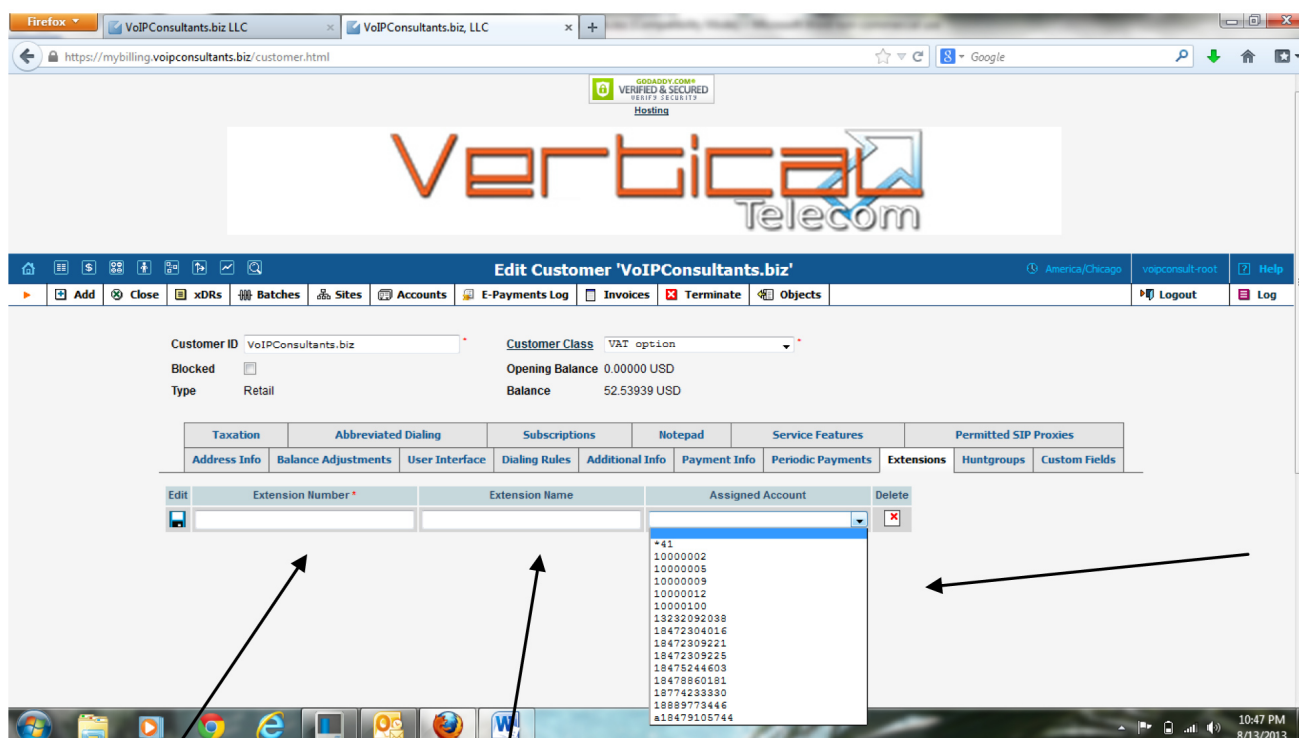 Firefox
VoIPConsultants.biz LLC
VoIPConsultants.biz, LLC
https://mybilling.voipconsultants.biz/customer.html
Google
GODADDY.COM®
VERIFIED & SECURED
VERIFY SECURITY
Hosting
Vertical
Telecom
Edit Customer 'VoIPConsultants.biz'
America/Chicago
voipconsult-root
? Help
Add Close xDRs Batches Sites Accounts E-Payments Log Invoices Terminate Objects Logout Log
Customer ID VoIPConsultants.biz * Customer Class VAT option *
Blocked Opening Balance 0.00000 USD
Type Retail Balance 52.53939 USD
Taxation Abbreviated Dialing Subscriptions Notepad Service Features Permitted SIP Proxies
Address Info Balance Adjustments User Interface Dialing Rules Additional Info Payment Info Periodic Payments Extensions Huntgroups Custom Fields
Edit Extension Number * Extension Name Assigned Account Delete
*41
10000002
10000005
10000009
10000012
10000100
13232092038
18472304016
18472309221
18472309225
18475244603
18478860181
18774233330
18889773446
a18479105744
10:47 PM
8/13/2013